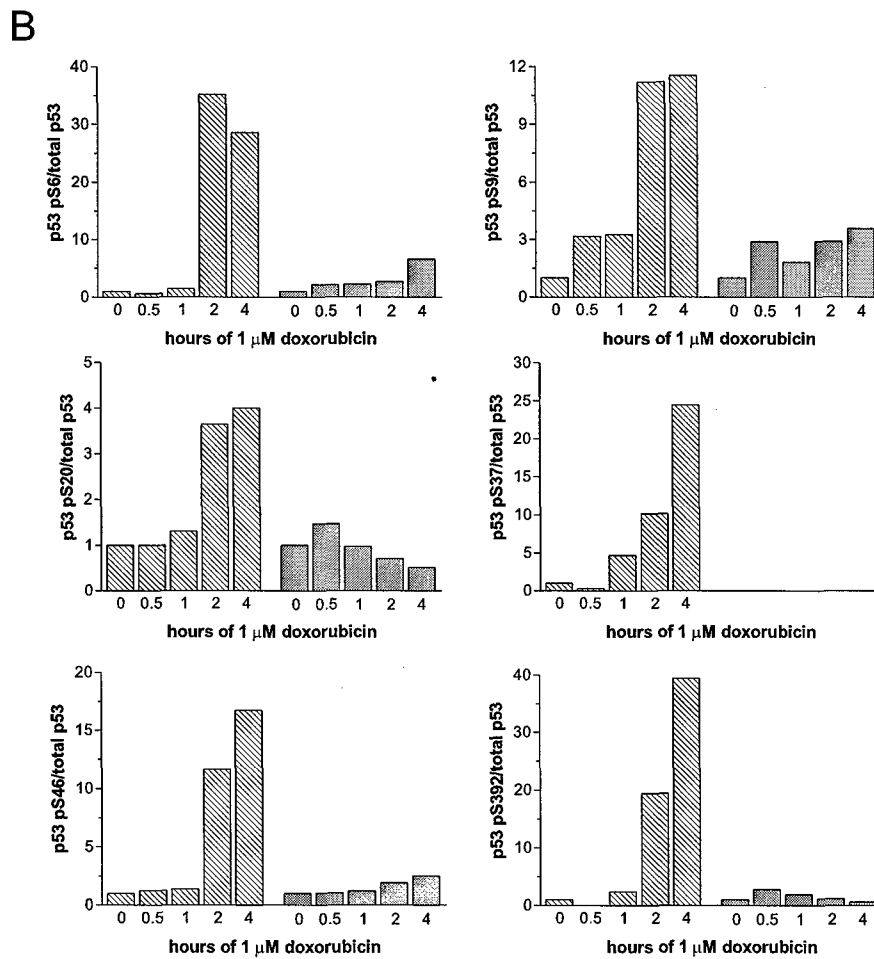 B
p53 pS6/total p53
40
30
20
10
0
0 0.5 1 2 4 0 0.5 1 2 4
hours of 1 μM doxorubicin
p53 pS9/total p53
12
9
6
3
0
0 0.5 1 2 4 0 0.5 1 2 4
hours of 1 μM doxorubicin
p53 pS20/total p53
5
4
3
2
1
0
0 0.5 1 2 4 0 0.5 1 2 4
hours of 1 μM doxorubicin
p53 pS37/total p53
30
25
20
15
10
5
0
0 0.5 1 2 4 0 0.5 1 2 4
hours of 1 μM doxorubicin
p53 pS46/total p53
20
15
10
5
0
0 0.5 1 2 4 0 0.5 1 2 4
hours of 1 μM doxorubicin
p53 pS392/total p53
40
30
20
10
0
0 0.5 1 2 4 0 0.5 1 2 4
hours of 1 μM doxorubicin